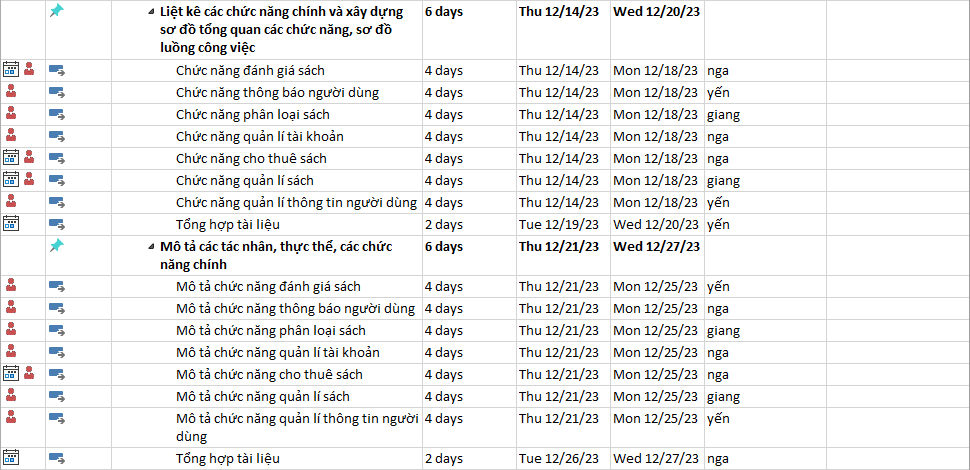 Liệt kê các chức năng chính và xây dựng 6 days Thu 12/14/23 Wed 12/20/23
sơ đồ tổng quan các chức năng, sơ đồ
luồng công việc
Chức năng đánh giá sách 4 days Thu 12/14/23 Mon 12/18/23 nga
Chức năng thông báo người dùng 4 days Thu 12/14/23 Mon 12/18/23 yến
Chức năng phân loại sách 4 days Thu 12/14/23 Mon 12/18/23 giang
Chức năng quản lí tài khoản 4 days Thu 12/14/23 Mon 12/18/23 nga
Chức năng cho thuê sách 4 days Thu 12/14/23 Mon 12/18/23 nga
Chức năng quản lí sách 4 days Thu 12/14/23 Mon 12/18/23 giang
Chức năng quản lí thông tin người dùng 4 days Thu 12/14/23 Mon 12/18/23 yến
Tổng hợp tài liệu 2 days Tue 12/19/23 Wed 12/20/23 yến
Mô tả các tác nhân, thực thể, các chức 6 days Thu 12/21/23 Wed 12/27/23
năng chính
Mô tả chức năng đánh giá sách 4 days Thu 12/21/23 Mon 12/25/23 yến
Mô tả chức năng thông báo người dùng 4 days Thu 12/21/23 Mon 12/25/23 nga
Mô tả chức năng phân loại sách 4 days Thu 12/21/23 Mon 12/25/23 giang
Mô tả chức năng quản lí tài khoản 4 days Thu 12/21/23 Mon 12/25/23 nga
Mô tả chức năng cho thuê sách 4 days Thu 12/21/23 Mon 12/25/23 nga
Mô tả chức năng quản lí sách 4 days Thu 12/21/23 Mon 12/25/23 giang
Mô tả chức năng quản lí thông tin người 4 days Thu 12/21/23 Mon 12/25/23 yến
dùng
Tổng hợp tài liệu 2 days Tue 12/26/23 Wed 12/27/23 nga